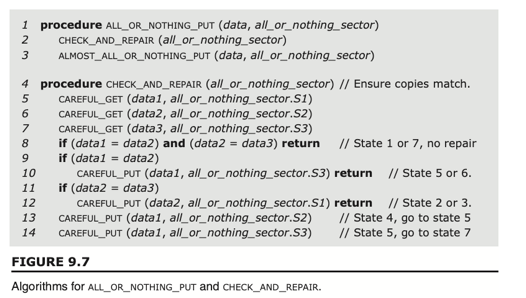 1 procedure ALL_OR_NOTHING_PUT (data, all_or_nothing_sector)
2 CHECK_AND_REPAIR (all_or_nothing_sector)
3 ALMOST_ALL_OR_NOTHING_PUT (data, all_or_nothing_sector)
4 procedure CHECK_AND_REPAIR (all_or_nothing_sector) // Ensure copies match.
5 CAREFUL_GET (data1, all_or_nothing_sector.S1)
6 CAREFUL_GET (data2, all_or_nothing_sector.S2)
7 CAREFUL_GET (data3, all_or_nothing_sector.S3)
8 if (data1 = data2) and (data2 = data3) return // State 1 or 7, no repair
9 if (data1 = data2)
10 CAREFUL_PUT (data1, all_or_nothing_sector.S3) return // State 5 or 6.
11 if (data2 = data3)
12 CAREFUL_PUT (data2, all_or_nothing_sector.S1) return // State 2 or 3.
13 CAREFUL_PUT (data1, all_or_nothing_sector.S2) // State 4, go to state 5
14 CAREFUL_PUT (data1, all_or_nothing_sector.S3) // State 5, go to state 7
FIGURE 9.7
Algorithms for ALL_OR_NOTHING_PUT and CHECK_AND_REPAIR.